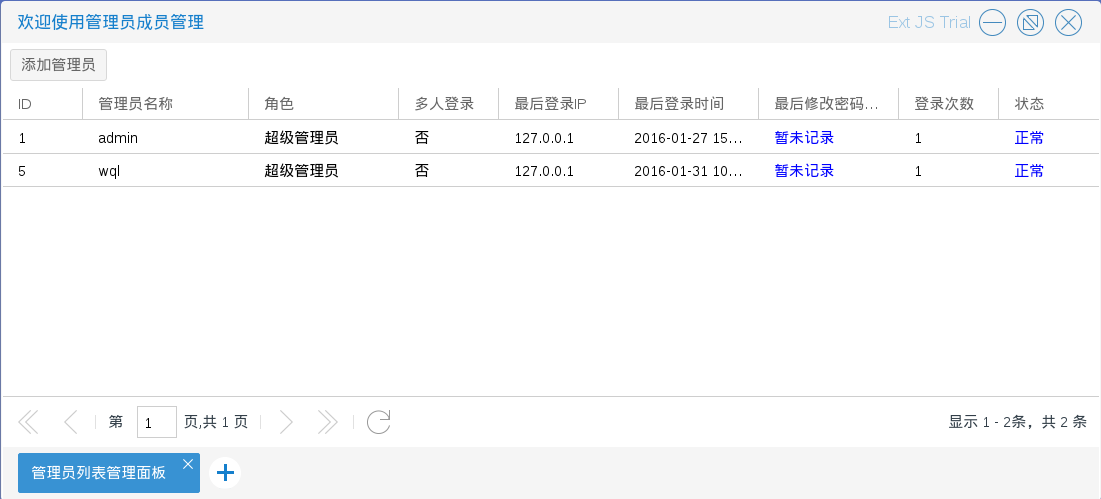 欢迎使用管理员成员管理 Ext JS Trial
添加管理员
ID 管理员名称 角色 多人登录 最后登录IP 最后登录时间 最后修改密码... 登录次数 状态
1 admin 超级管理员 否 127.0.0.1 2016-01-27 15... 暂未记录 1 正常
5 wql 超级管理员 否 127.0.0.1 2016-01-31 10... 暂未记录 1 正常
第 1 页,共 1 页 显示 1 - 2条，共 2 条
管理员列表管理面板